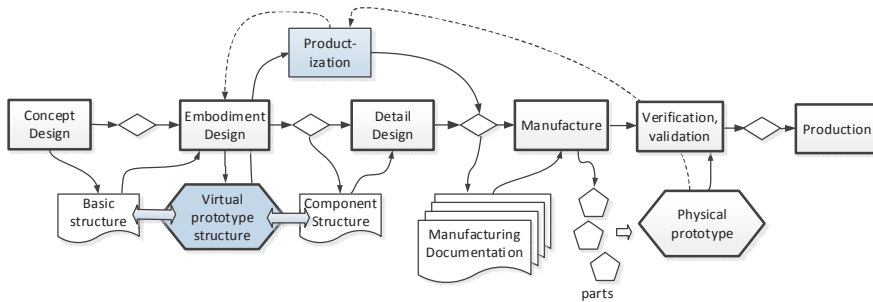 Product-
ization
Concept
Design
Embodiment
Design
Detail
Design
Manufacture
Verification,
validation
Production
Basic
structure
Virtual
prototype
structure
Component
Structure
Manufacturing
Documentation
Physical
prototype
parts